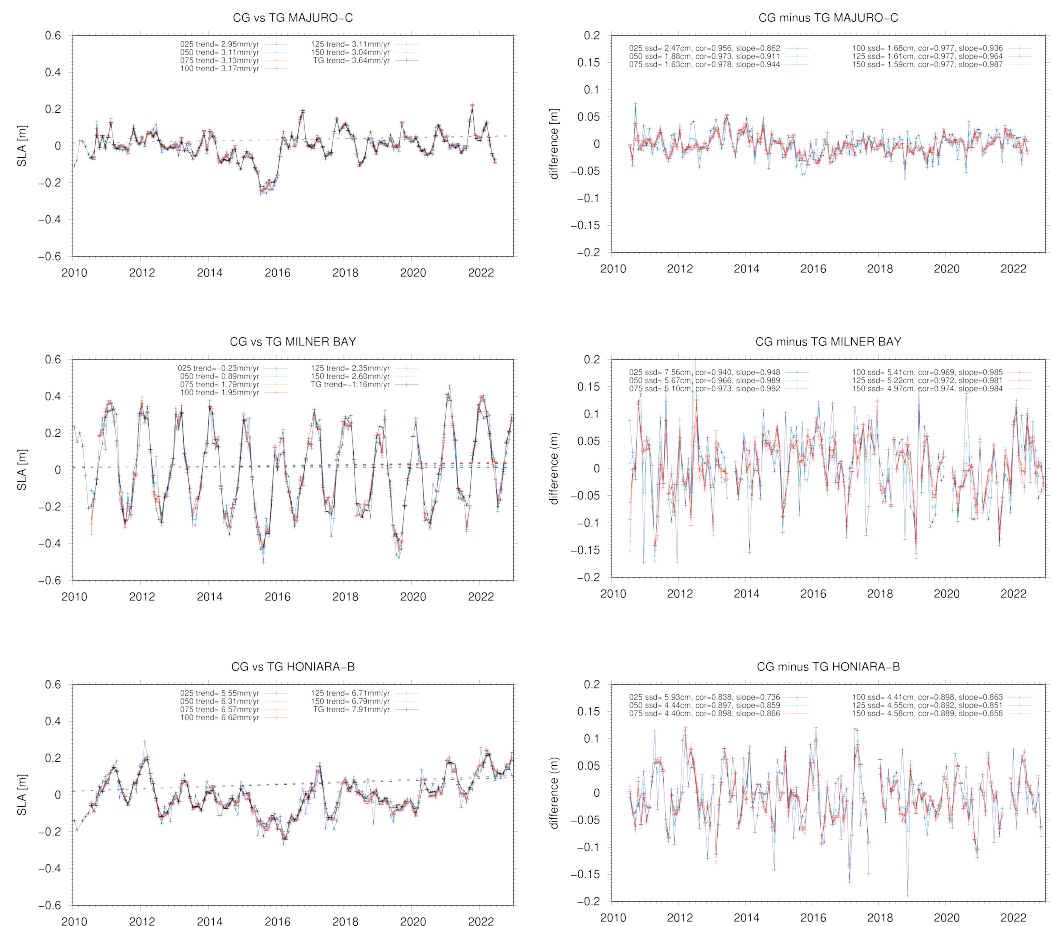 CG vs TG MAJURO-C
025 trend= 2.95mm/yr
050 trend= 3.11mm/yr
075 trend= 3.13mm/yr
100 trend= 3.17mm/yr
125 trend= 3.11mm/yr
150 trend= 3.04mm/yr
TG trend= 3.64mm/yr
SLA [m]
0.6
0.4
0.2
0
-0.2
-0.4
-0.6
2010 2012 2014 2016 2018 2020 2022
CG minus TG MAJURO-C
025 ssd= 2.47cm, cor=0.956, slope=0.862
050 ssd= 1.88cm, cor=0.973, slope=0.911
075 ssd= 1.63cm, cor=0.978, slope=0.944
100 ssd= 1.68cm, cor=0.977, slope=0.936
125 ssd= 1.61cm, cor=0.977, slope=0.964
150 ssd= 1.59cm, cor=0.977, slope=0.987
difference [m]
0.2
0.15
0.1
0.05
0
-0.05
-0.1
-0.15
-0.2
2010 2012 2014 2016 2018 2020 2022
CG vs TG MILNER BAY
025 trend=-0.23mm/yr
050 trend= 0.89mm/yr
075 trend= 1.79mm/yr
100 trend= 1.95mm/yr
125 trend= 2.35mm/yr
150 trend= 2.60mm/yr
TG trend=-1.16mm/yr
SLA [m]
0.6
0.4
0.2
0
-0.2
-0.4
-0.6
2010 2012 2014 2016 2018 2020 2022
CG minus TG MILNER BAY
025 ssd= 7.56cm, cor=0.940, slope=0.948
050 ssd= 5.67cm, cor=0.966, slope=0.989
075 ssd= 5.10cm, cor=0.973, slope=0.992
100 ssd= 5.41cm, cor=0.969, slope=0.985
125 ssd= 5.22cm, cor=0.972, slope=0.981
150 ssd= 4.97cm, cor=0.974, slope=0.984
difference (m)
0.2
0.15
0.1
0.05
0
-0.05
-0.1
-0.15
-0.2
2010 2012 2014 2016 2018 2020 2022
CG vs TG HONIARA-B
025 trend= 5.55mm/yr
050 trend= 6.31mm/yr
075 trend= 6.57mm/yr
100 trend= 6.62mm/yr
125 trend= 6.71mm/yr
150 trend= 6.79mm/yr
TG trend= 7.91mm/yr
SLA [m]
0.6
0.4
0.2
0
-0.2
-0.4
-0.6
2010 2012 2014 2016 2018 2020 2022
CG minus TG HONIARA-B
025 ssd= 5.93cm, cor=0.838, slope=0.736
050 ssd= 4.44cm, cor=0.897, slope=0.859
075 ssd= 4.40cm, cor=0.898, slope=0.866
100 ssd= 4.41cm, cor=0.898, slope=0.863
125 ssd= 4.55cm, cor=0.892, slope=0.851
150 ssd= 4.58cm, cor=0.889, slope=0.858
difference (m)
0.2
0.15
0.1
0.05
0
-0.05
-0.1
-0.15
-0.2
2010 2012 2014 2016 2018 2020 2022